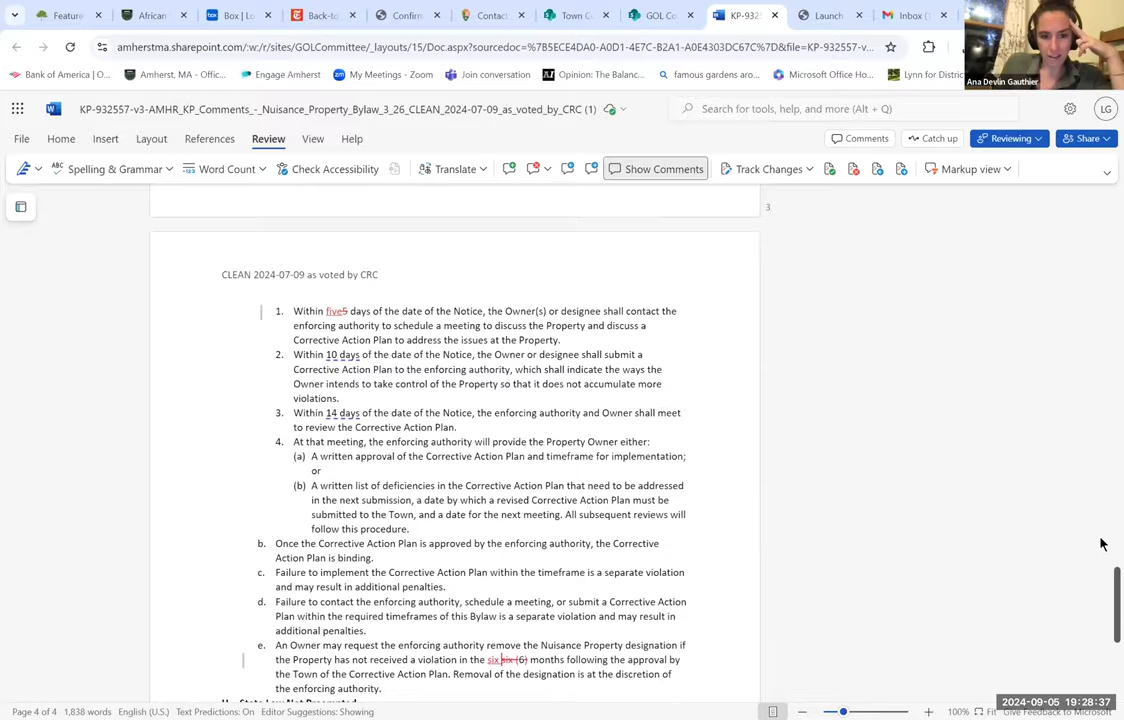 Feature
African
Box | Lo
Back-to
Confirm
Contac
Town G
GOL Co
KP-932
Launch
Inbox (
amherstma.sharepoint.com/:w:/r/sites/GOLCommittee/_layouts/15/Doc.aspx?sourcedoc=%7B5ECE4DA0-A0D1-4E7C-B2A1-A0E4303DC67C%7D&file=KP-932557-v...
Bank of America | O...
Amherst, MA - Offic...
Engage Amherst
My Meetings - Zoom
Join conversation
Opinion: The Balanc...
famous gardens aro...
Microsoft Office Ho...
Lynn for District
Ana Devlin Gauthier
KP-932557-v3-AMHR_KP_Comments_-_Nuisance_Property_Bylaw_3_26_CLEAN_2024-07-09_as_voted_by_CRC (1)
Search for tools, help, and more (Alt + Q)
LG
File Home Insert Layout References Review View Help
Comments Catch up Reviewing Share
Spelling & Grammar Word Count Check Accessibility Translate Show Comments Track Changes Markup view
3
CLEAN 2024-07-09 as voted by CRC
1. Within five5 days of the date of the Notice, the Owner(s) or designee shall contact the
enforcing authority to schedule a meeting to discuss the Property and discuss a
Corrective Action Plan to address the issues at the Property.
2. Within 10 days of the date of the Notice, the Owner or designee shall submit a
Corrective Action Plan to the enforcing authority, which shall indicate the ways the
Owner intends to take control of the Property so that it does not accumulate more
violations.
3. Within 14 days of the date of the Notice, the enforcing authority and Owner shall meet
to review the Corrective Action Plan.
4. At that meeting, the enforcing authority will provide the Property Owner either:
(a) A written approval of the Corrective Action Plan and timeframe for implementation;
or
(b) A written list of deficiencies in the Corrective Action Plan that need to be addressed
in the next submission, a date by which a revised Corrective Action Plan must be
submitted to the Town, and a date for the next meeting. All subsequent reviews will
follow this procedure.
b. Once the Corrective Action Plan is approved by the enforcing authority, the Corrective
Action Plan is binding.
c. Failure to implement the Corrective Action Plan within the timeframe is a separate violation
and may result in additional penalties.
d. Failure to contact the enforcing authority, schedule a meeting, or submit a Corrective Action
Plan within the required timeframes of this Bylaw is a separate violation and may result in
additional penalties.
e. An Owner may request the enforcing authority remove the Nuisance Property designation if
the Property has not received a violation in the six six (6) months following the approval by
the Town of the Corrective Action Plan. Removal of the designation is at the discretion of
the enforcing authority.
H. State Law Not Preempted
2024-09-05 19:28:37
Page 4 of 4 1,838 words English (U.S.) Text Predictions: On Editor Suggestions: Showing 100% Fit Give Feedback to Microsoft